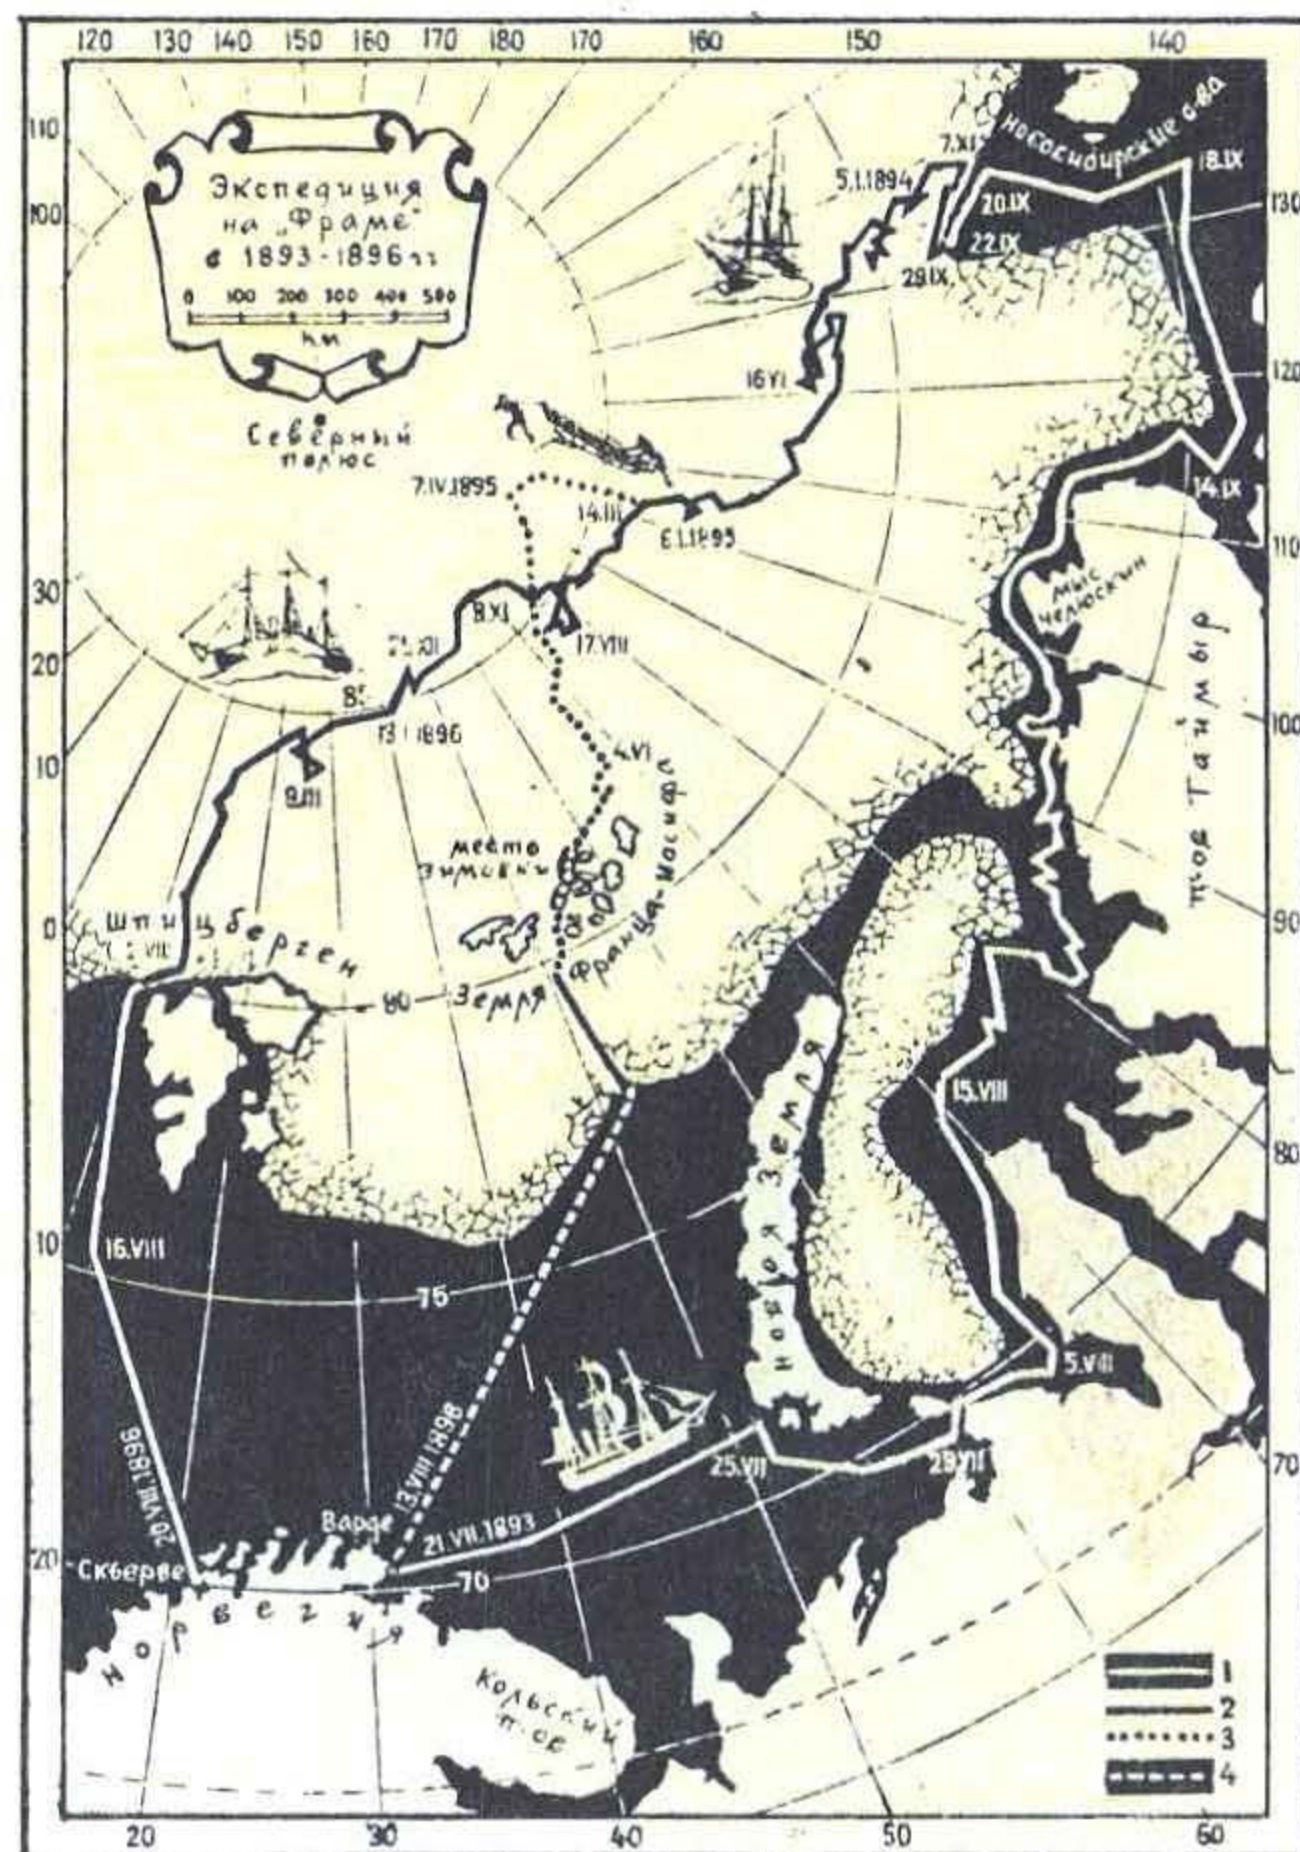 120 130 140 150 160 170 180 170 160 150 140
110
100
30
20
10
0
10
20
130
120
110
100
90
80
70
20 30 40 50 60
Экспедиция
на „Фраме"
в 1893-1896 гг
0 100 200 300 400 500
км
Северный
полюс
Новосибирские о-ва
18.IX
20.IX
22.IX
29.IX
5.I.1894
16 VI
14.IX
7.IV.1895
14.III
6.I.1895
8.XI
17.VIII
9.III
4.VI
мыс
Челюскин
п-ов Таймыр
место
зимовки
Земля Франца-Иосифа
Шпицберген
80
Новая Земля
15.VIII
16.VIII
75
5.VIII
25.VII
29.VII
13.VIII.1896
21.VII.1893
20.VIII.1896
Варде
Скьерве
70
Норвегия
Кольский
п-ов
1
2
3
4